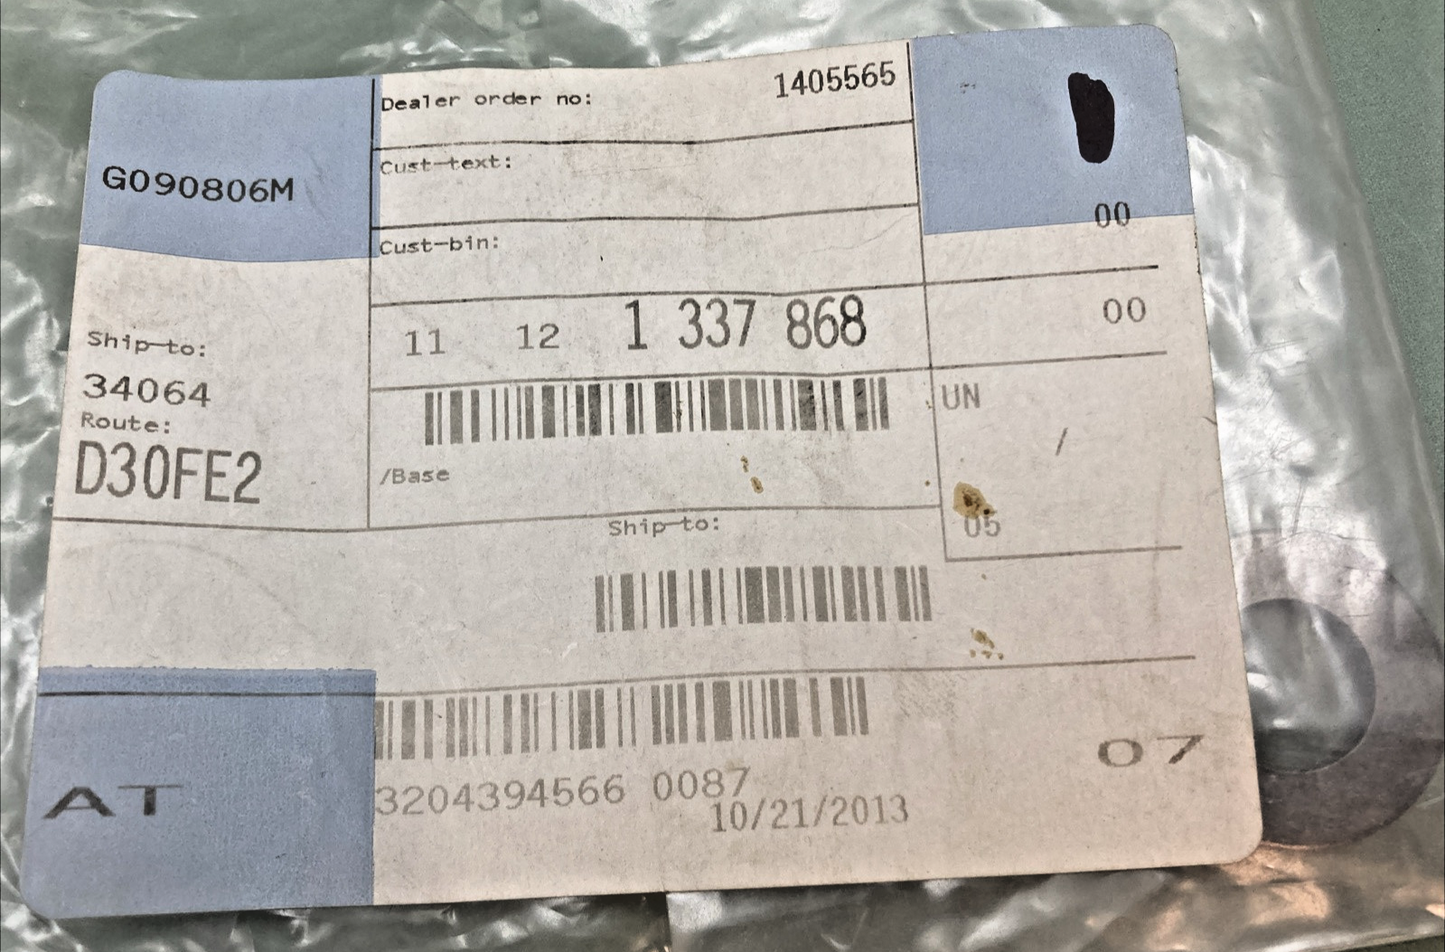 Dealer order no: 1405565
G090806M
Cust-text:
00
Cust-bin:
11 12 1 337 868 00
Ship-to:
34064
Route:
D30FE2
UN
/
/Base
05
Ship-to:
AT
07
3204394566 0087
10/21/2013